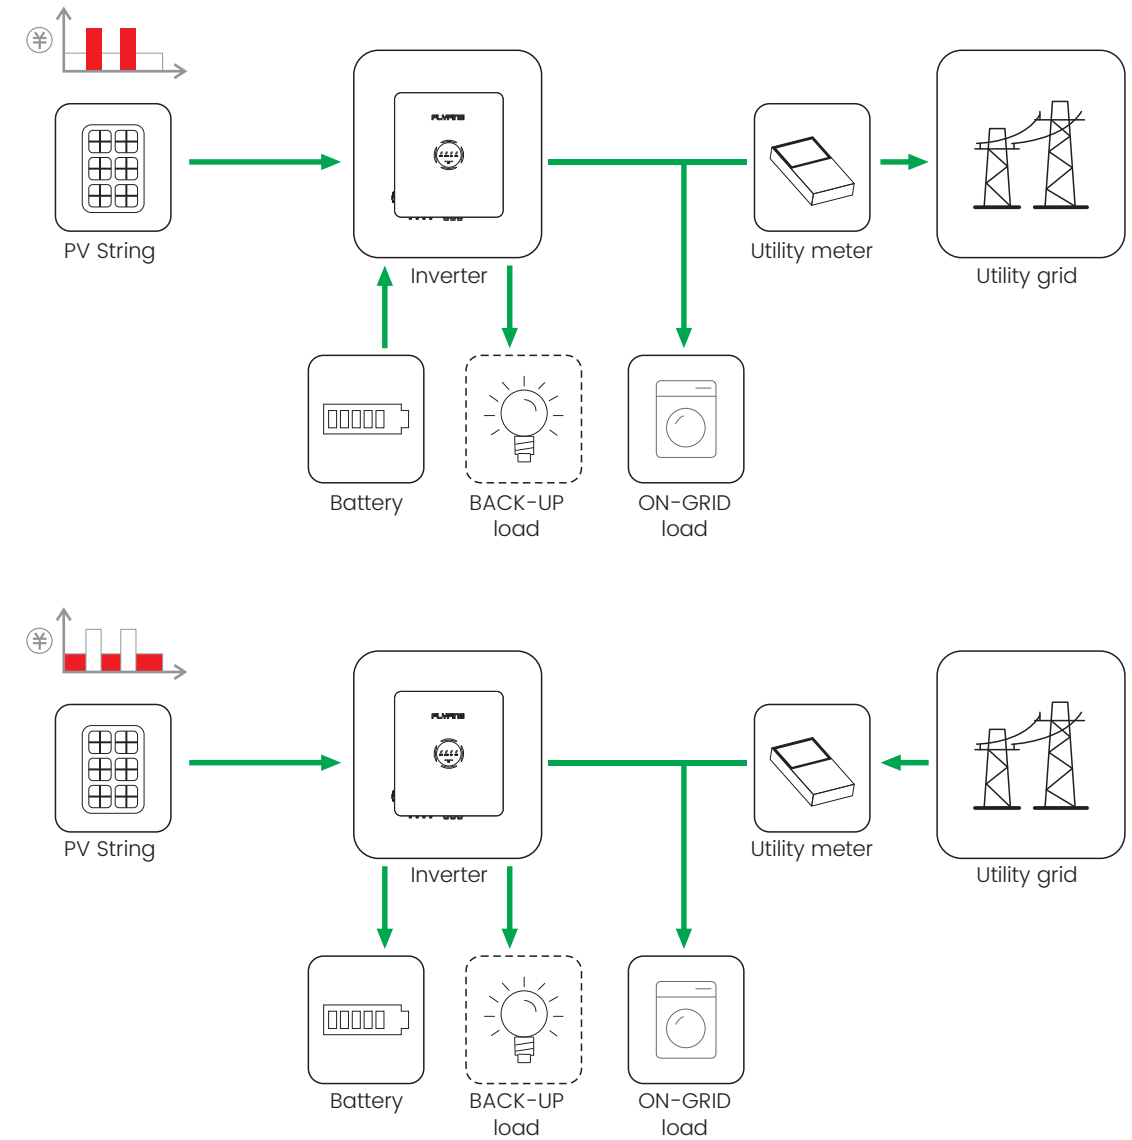 ¥
PV String
Inverter
Utility meter
Utility grid
Battery
BACK-UP
load
ON-GRID
load
¥
PV String
Inverter
Utility meter
Utility grid
Battery
BACK-UP
load
ON-GRID
load